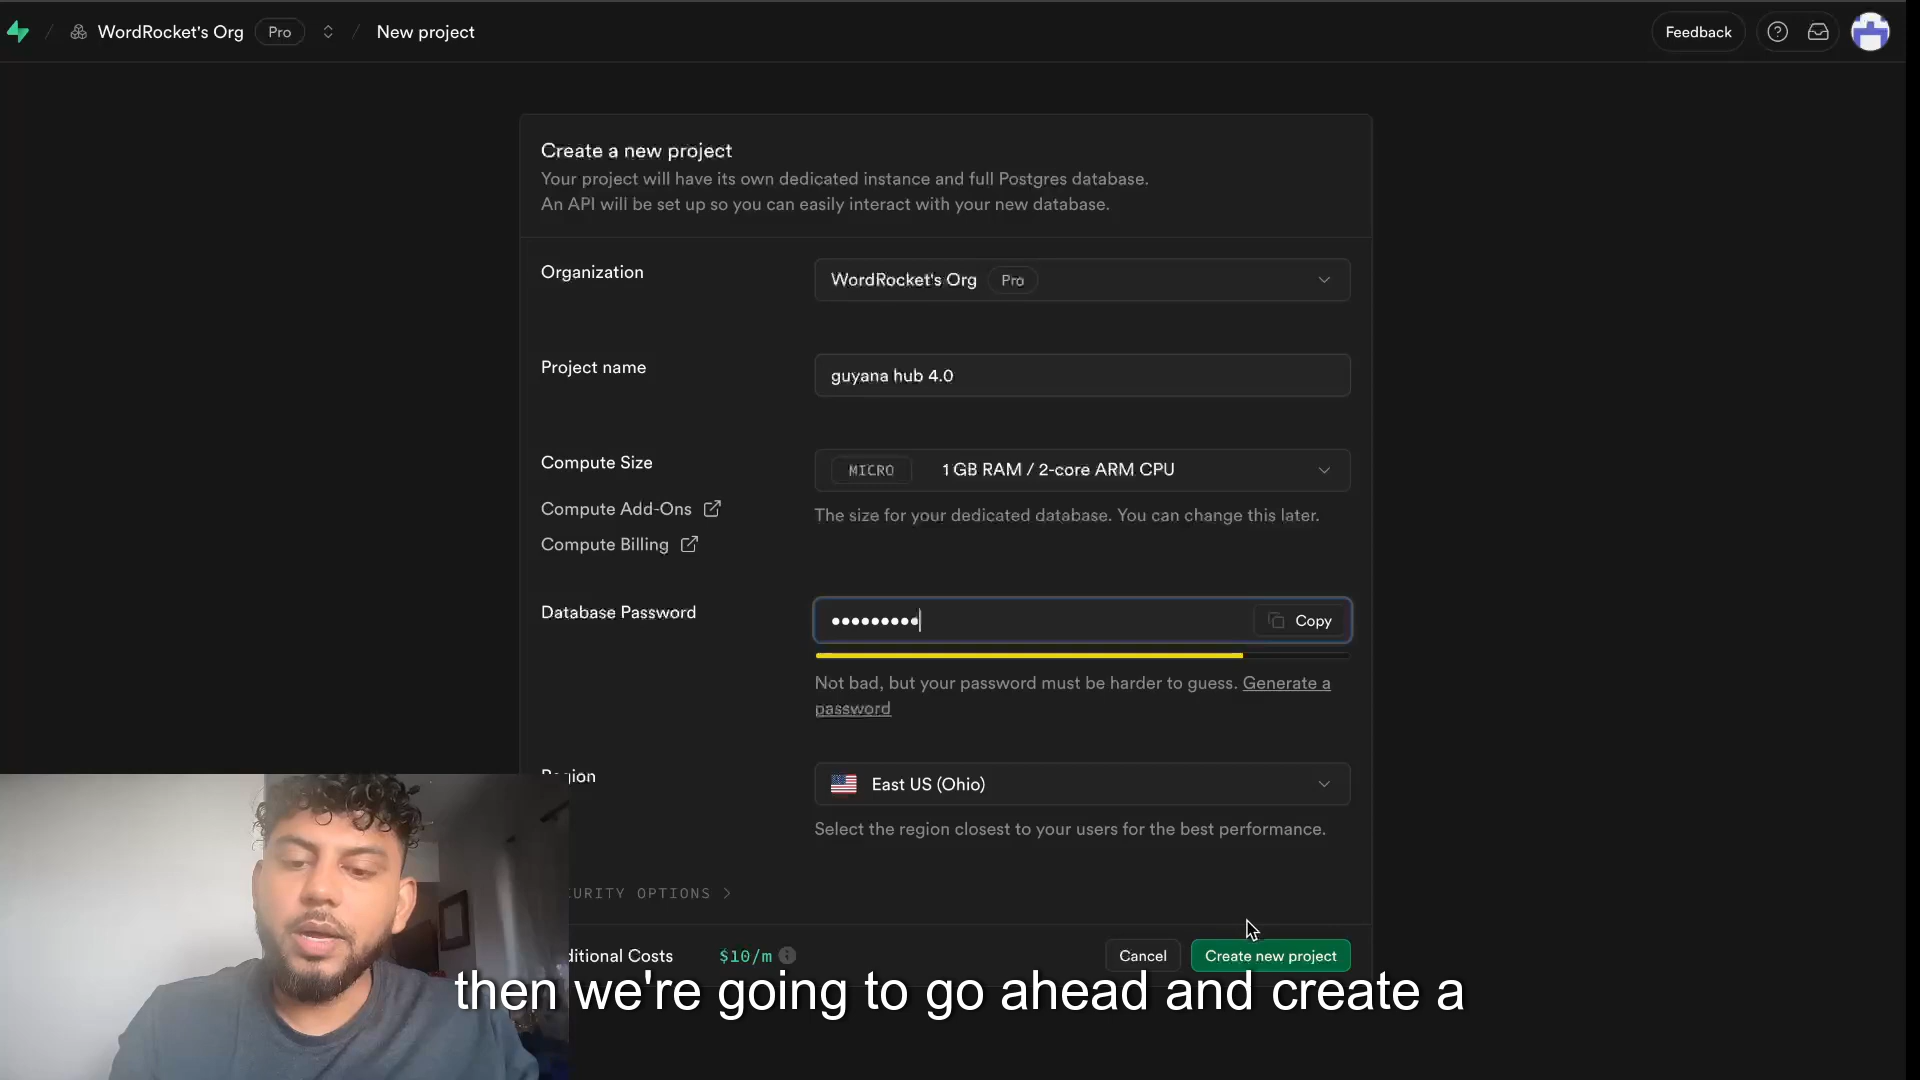 WordRocket's Org Pro New project Feedback
Create a new project
Your project will have its own dedicated instance and full Postgres database.
An API will be set up so you can easily interact with your new database.
Organization
WordRocket's Org Pro
Project name
guyana hub 4.0
Compute Size
MICRO 1 GB RAM / 2-core ARM CPU
Compute Add-Ons
The size for your dedicated database. You can change this later.
Compute Billing
Database Password
Copy
Not bad, but your password must be harder to guess. Generate a
password
Region
East US (Ohio)
Select the region closest to your users for the best performance.
CURITY OPTIONS
ditional Costs $10/m Cancel Create new project
then we're going to go ahead and create a